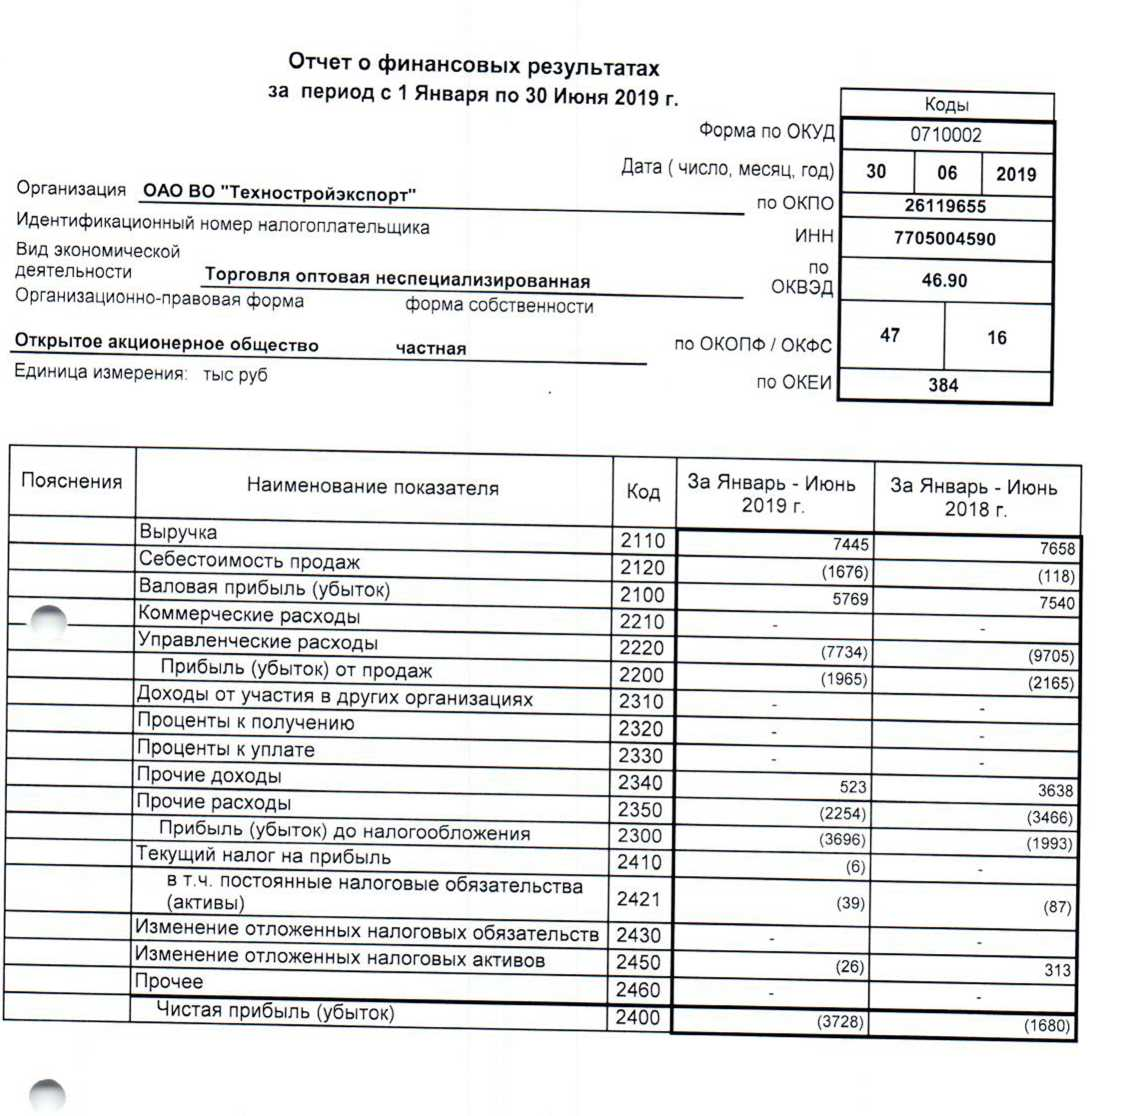 Отчет о финансовых результатах
за период с 1 Января по 30 Июня 2019 г.
Коды
Форма по ОКУД 0710002
Дата ( число, месяц, год) 30 06 2019
Организация ОАО ВО "Техностройэкспорт" по ОКПО 26119655
Идентификационный номер налогоплательщика ИНН 7705004590
Вид экономической
деятельности Торговля оптовая неспециализированная по
ОКВЭД 46.90
Организационно-правовая форма форма собственности
Открытое акционерное общество частная по ОКОПФ / ОКФС 47 16
Единица измерения: тыс руб по ОКЕИ 384
Пояснения Наименование показателя Код За Январь - Июнь 2019 г. За Январь - Июнь 2018 г.
Выручка 2110 7445 7658
Себестоимость продаж 2120 (1676) (118)
Валовая прибыль (убыток) 2100 5769 7540
Коммерческие расходы 2210 - -
Управленческие расходы 2220 (7734) (9705)
Прибыль (убыток) от продаж 2200 (1965) (2165)
Доходы от участия в других организациях 2310 - -
Проценты к получению 2320 - -
Проценты к уплате 2330 - -
Прочие доходы 2340 523 3638
Прочие расходы 2350 (2254) (3466)
Прибыль (убыток) до налогообложения 2300 (3696) (1993)
Текущий налог на прибыль 2410 (6) -
в т.ч. постоянные налоговые обязательства
(активы) 2421 (39) (87)
Изменение отложенных налоговых обязательств 2430 - -
Изменение отложенных налоговых активов 2450 (26) 313
Прочее 2460 - -
Чистая прибыль (убыток) 2400 (3728) (1680)